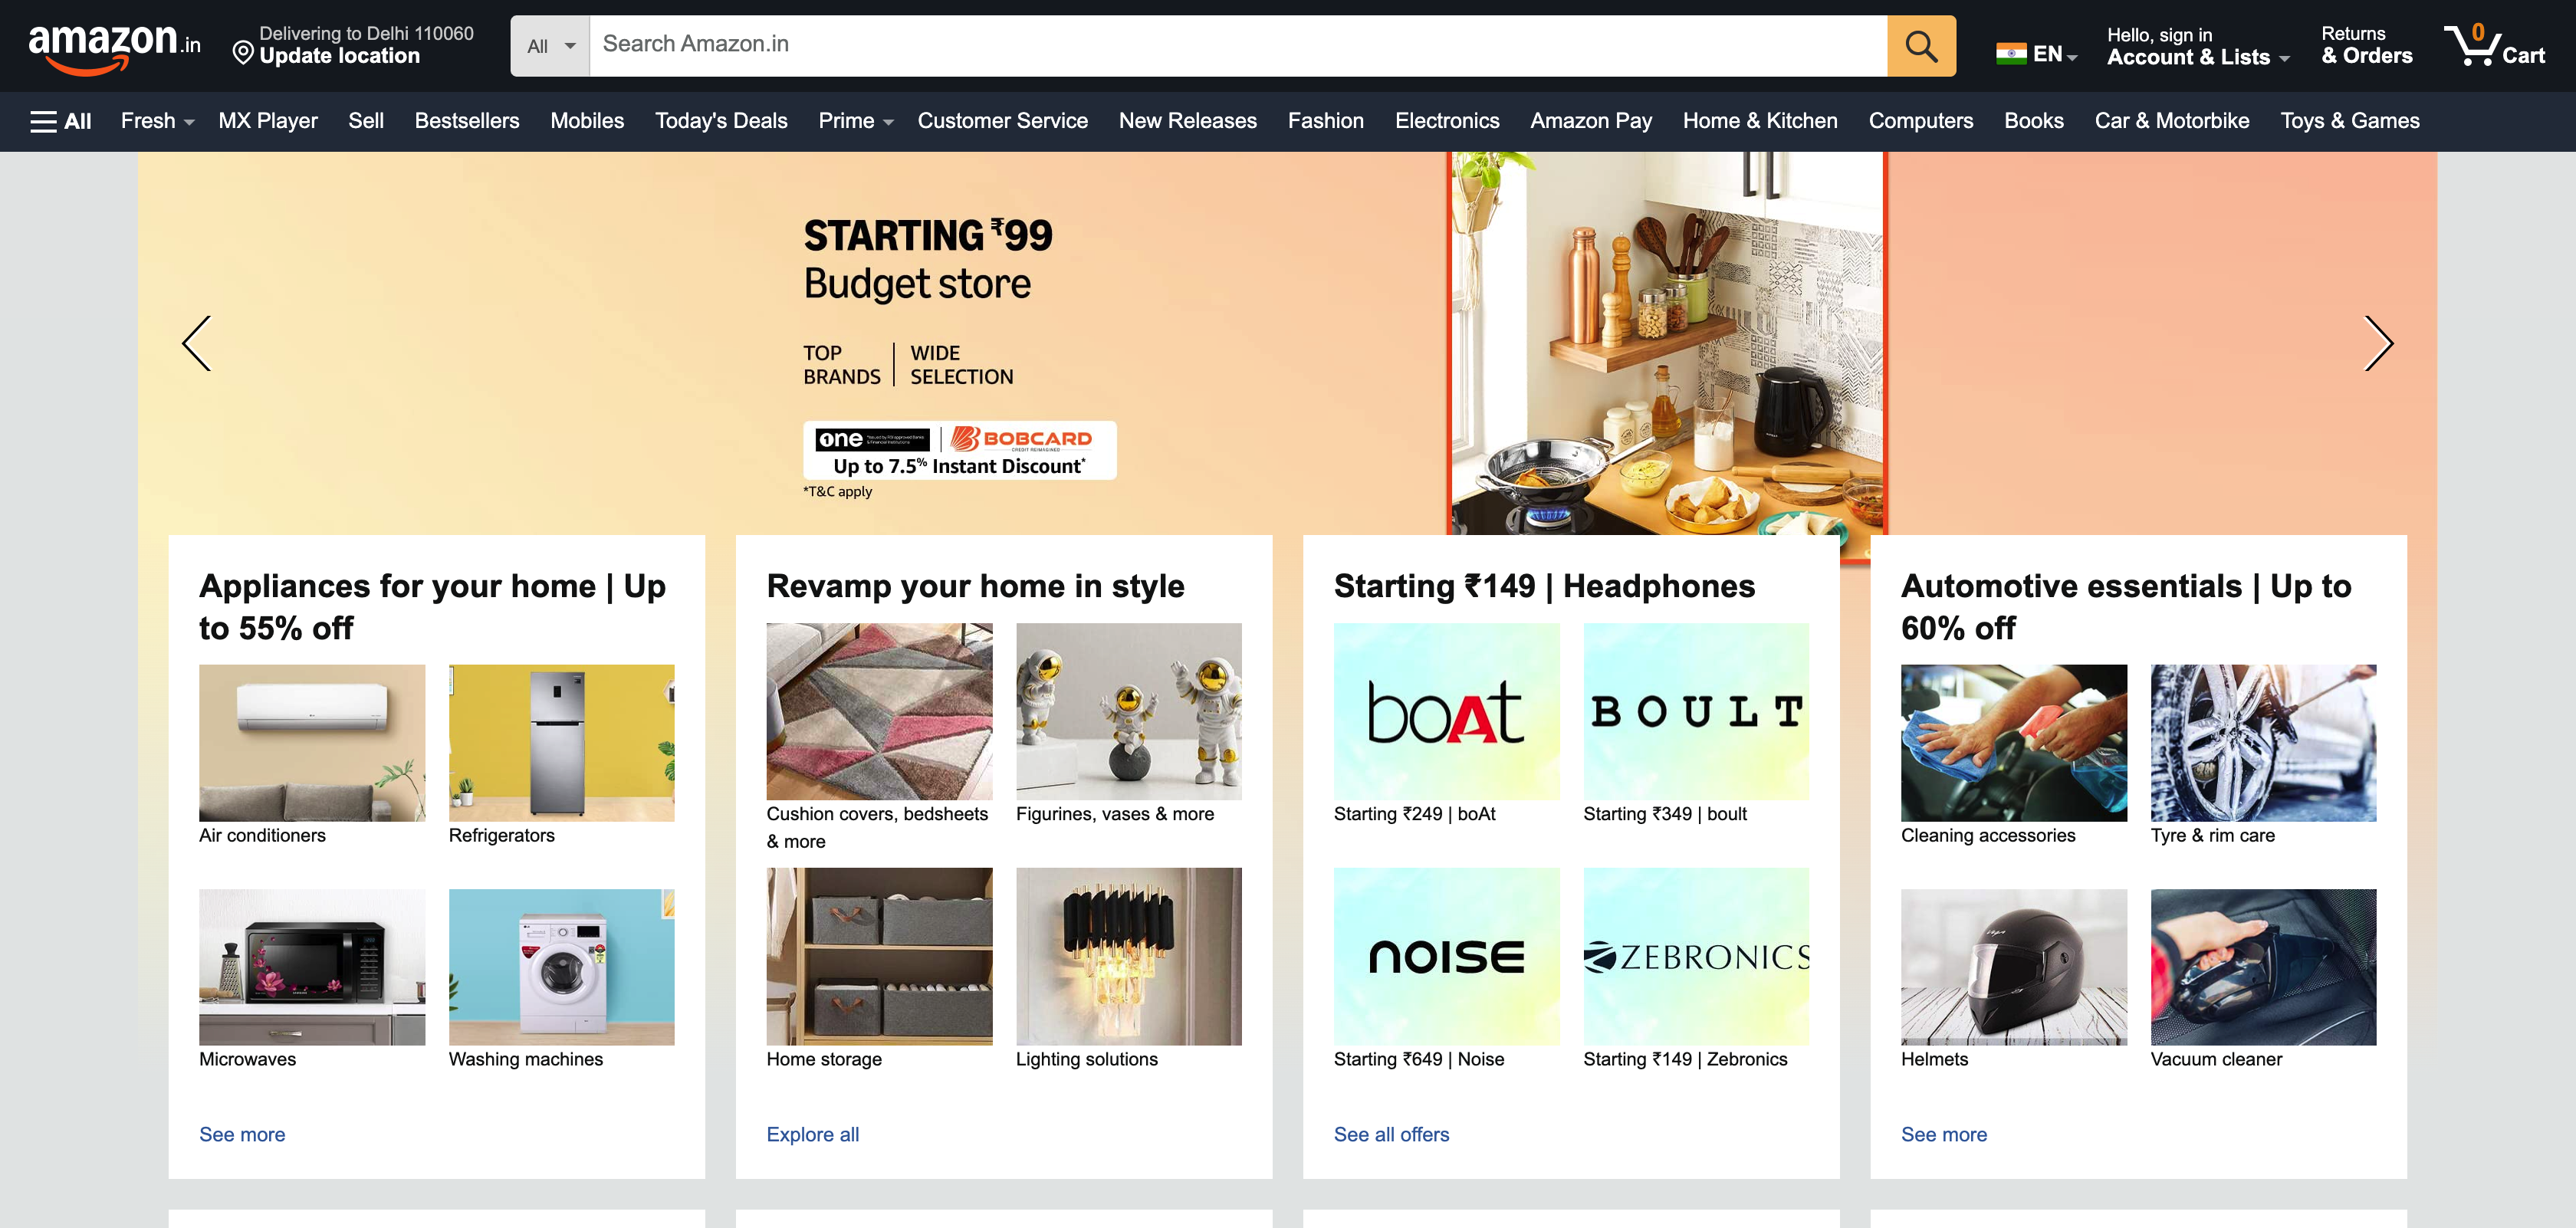 amazon.in
Delivering to Delhi 110060
Update location
All
Search Amazon.in
EN
Hello, sign in
Account & Lists
Returns
& Orders
0
Cart
All
Fresh
MX Player
Sell
Bestsellers
Mobiles
Today's Deals
Prime
Customer Service
New Releases
Fashion
Electronics
Amazon Pay
Home & Kitchen
Computers
Books
Car & Motorbike
Toys & Games
STARTING ₹99
Budget store
TOP BRANDS
WIDE SELECTION
one
BOBCARD
CREDIT REIMAGINED
Up to 7.5% Instant Discount*
*T&C apply
Appliances for your home | Up
to 55% off
Air conditioners
Refrigerators
Microwaves
Washing machines
See more
Revamp your home in style
Cushion covers, bedsheets
& more
Figurines, vases & more
Home storage
Lighting solutions
Explore all
Starting ₹149 | Headphones
boAt
BOULT
Starting ₹249 | boAt
Starting ₹349 | boult
NOISE
ZEBRONICS
Starting ₹649 | Noise
Starting ₹149 | Zebronics
See all offers
Automotive essentials | Up to
60% off
Cleaning accessories
Tyre & rim care
Helmets
Vacuum cleaner
See more